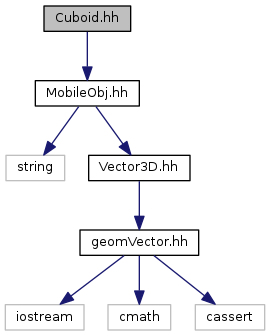 Cuboid.hh
MobileObj.hh
string
Vector3D.hh
geomVector.hh
iostream
cmath
cassert